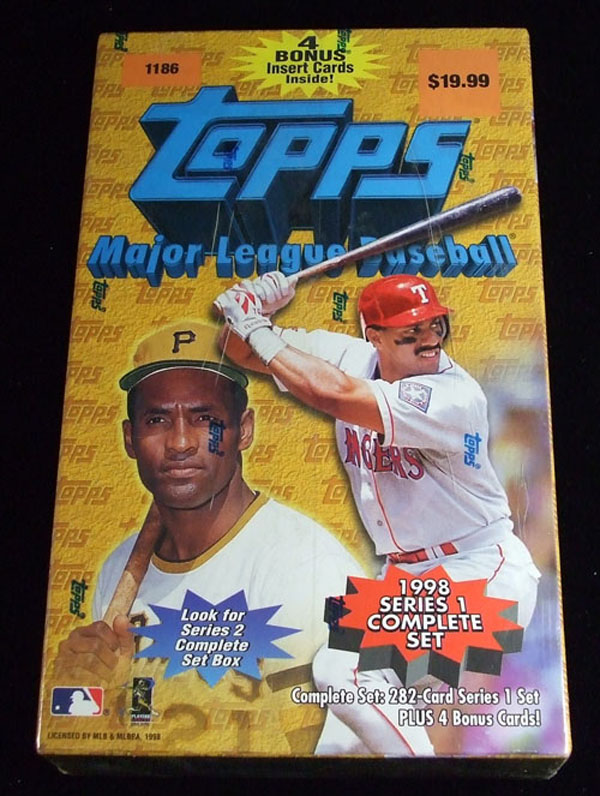 4
BONUS
Insert Cards
Inside!
1186
$19.99
Topps
Major League Baseball®
P
T
RANGERS
Look for
Series 2
Complete
Set Box
1998
SERIES 1
COMPLETE
SET
Complete Set: 282-Card Series 1 Set
PLUS 4 Bonus Cards!
PLAYERS
LICENSED BY MLB & MLBPA, 1998